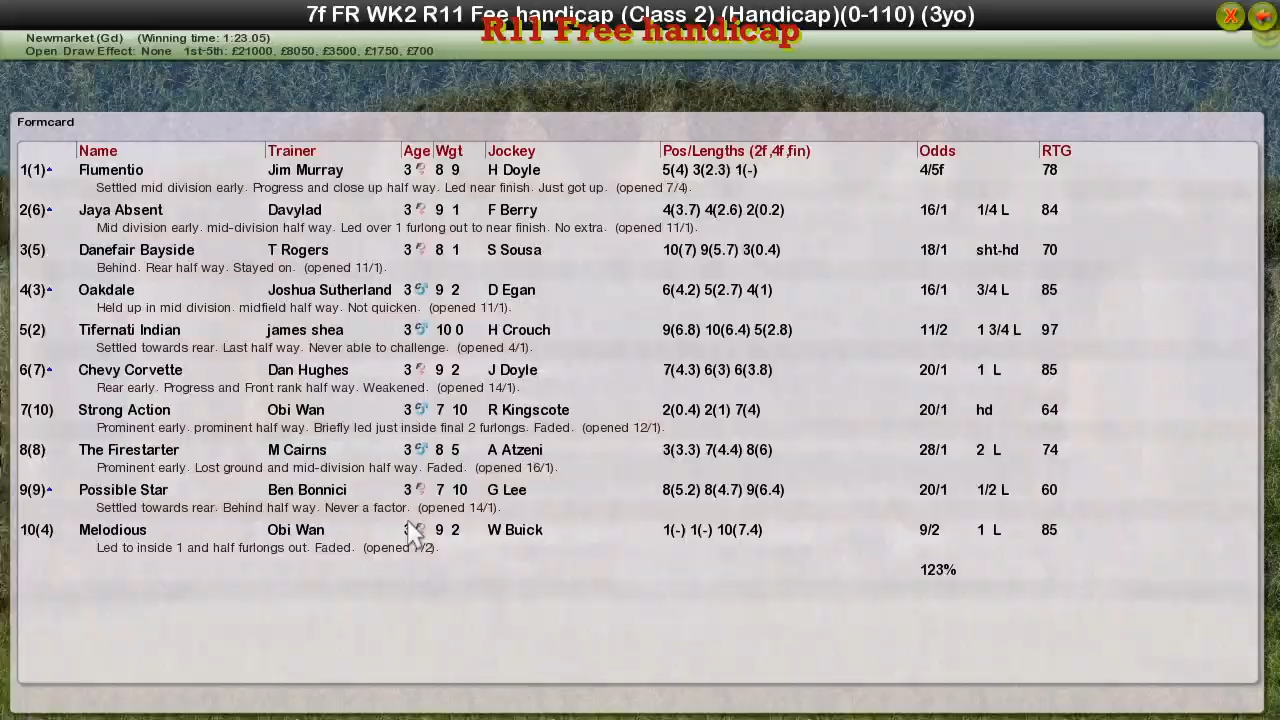 7f FR WK2 R11 Fee handicap (Class 2) (Handicap)(0-110) (3yo)
R11 Free handicap
Newmarket (Gd) (Winning time: 1:23.05)
Open Draw Effect: None 1st-5th: £21000, £8050, £3500, £1750, £700
Formcard
Name Trainer Age Wgt Jockey Pos/Lengths (2f,4f,fin) Odds RTG
1(1) Flumentio Jim Murray 3 8 9 H Doyle 5(4) 3(2.3) 1(-) 4/5f 78
Settled mid division early. Progress and close up half way. Led near finish. Just got up. (opened 7/4).
2(6) Jaya Absent Davylad 3 9 1 F Berry 4(3.7) 4(2.6) 2(0.2) 16/1 1/4 L 84
Mid division early. mid-division half way. Led over 1 furlong out to near finish. No extra. (opened 11/1).
3(5) Danefair Bayside T Rogers 3 8 1 S Sousa 10(7) 9(5.7) 3(0.4) 18/1 sht-hd 70
Behind. Rear half way. Stayed on. (opened 11/1).
4(3) Oakdale Joshua Sutherland 3 9 2 D Egan 6(4.2) 5(2.7) 4(1) 16/1 3/4 L 85
Held up in mid division. midfield half way. Not quicken. (opened 11/1).
5(2) Tifernati Indian james shea 3 10 0 H Crouch 9(6.8) 10(6.4) 5(2.8) 11/2 1 3/4 L 97
Settled towards rear. Last half way. Never able to challenge. (opened 4/1).
6(7) Chevy Corvette Dan Hughes 3 9 2 J Doyle 7(4.3) 6(3) 6(3.8) 20/1 1 L 85
Rear early. Progress and Front rank half way. Weakened. (opened 14/1).
7(10) Strong Action Obi Wan 3 7 10 R Kingscote 2(0.4) 2(1) 7(4) 20/1 hd 64
Prominent early. prominent half way. Briefly led just inside final 2 furlongs. Faded. (opened 12/1).
8(8) The Firestarter M Cairns 3 8 5 A Atzeni 3(3.3) 7(4.4) 8(6) 28/1 2 L 74
Prominent early. Lost ground and mid-division half way. Faded. (opened 16/1).
9(9) Possible Star Ben Bonnici 3 7 10 G Lee 8(5.2) 8(4.7) 9(6.4) 20/1 1/2 L 60
Settled towards rear. Behind half way. Never a factor. (opened 14/1).
10(4) Melodious Obi Wan 9 2 W Buick 1(-) 1(-) 10(7.4) 9/2 1 L 85
Led to inside 1 and half furlongs out. Faded. (opened /2).
123%